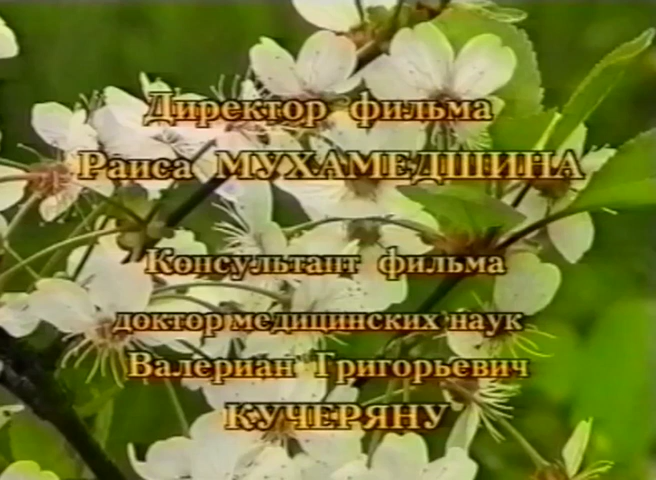 Директор фильма
Раиса МУХАМЕДШИНА
Консультант фильма
доктор медицинских наук
Валериан Григорьевич
КУЧЕРЯНУ